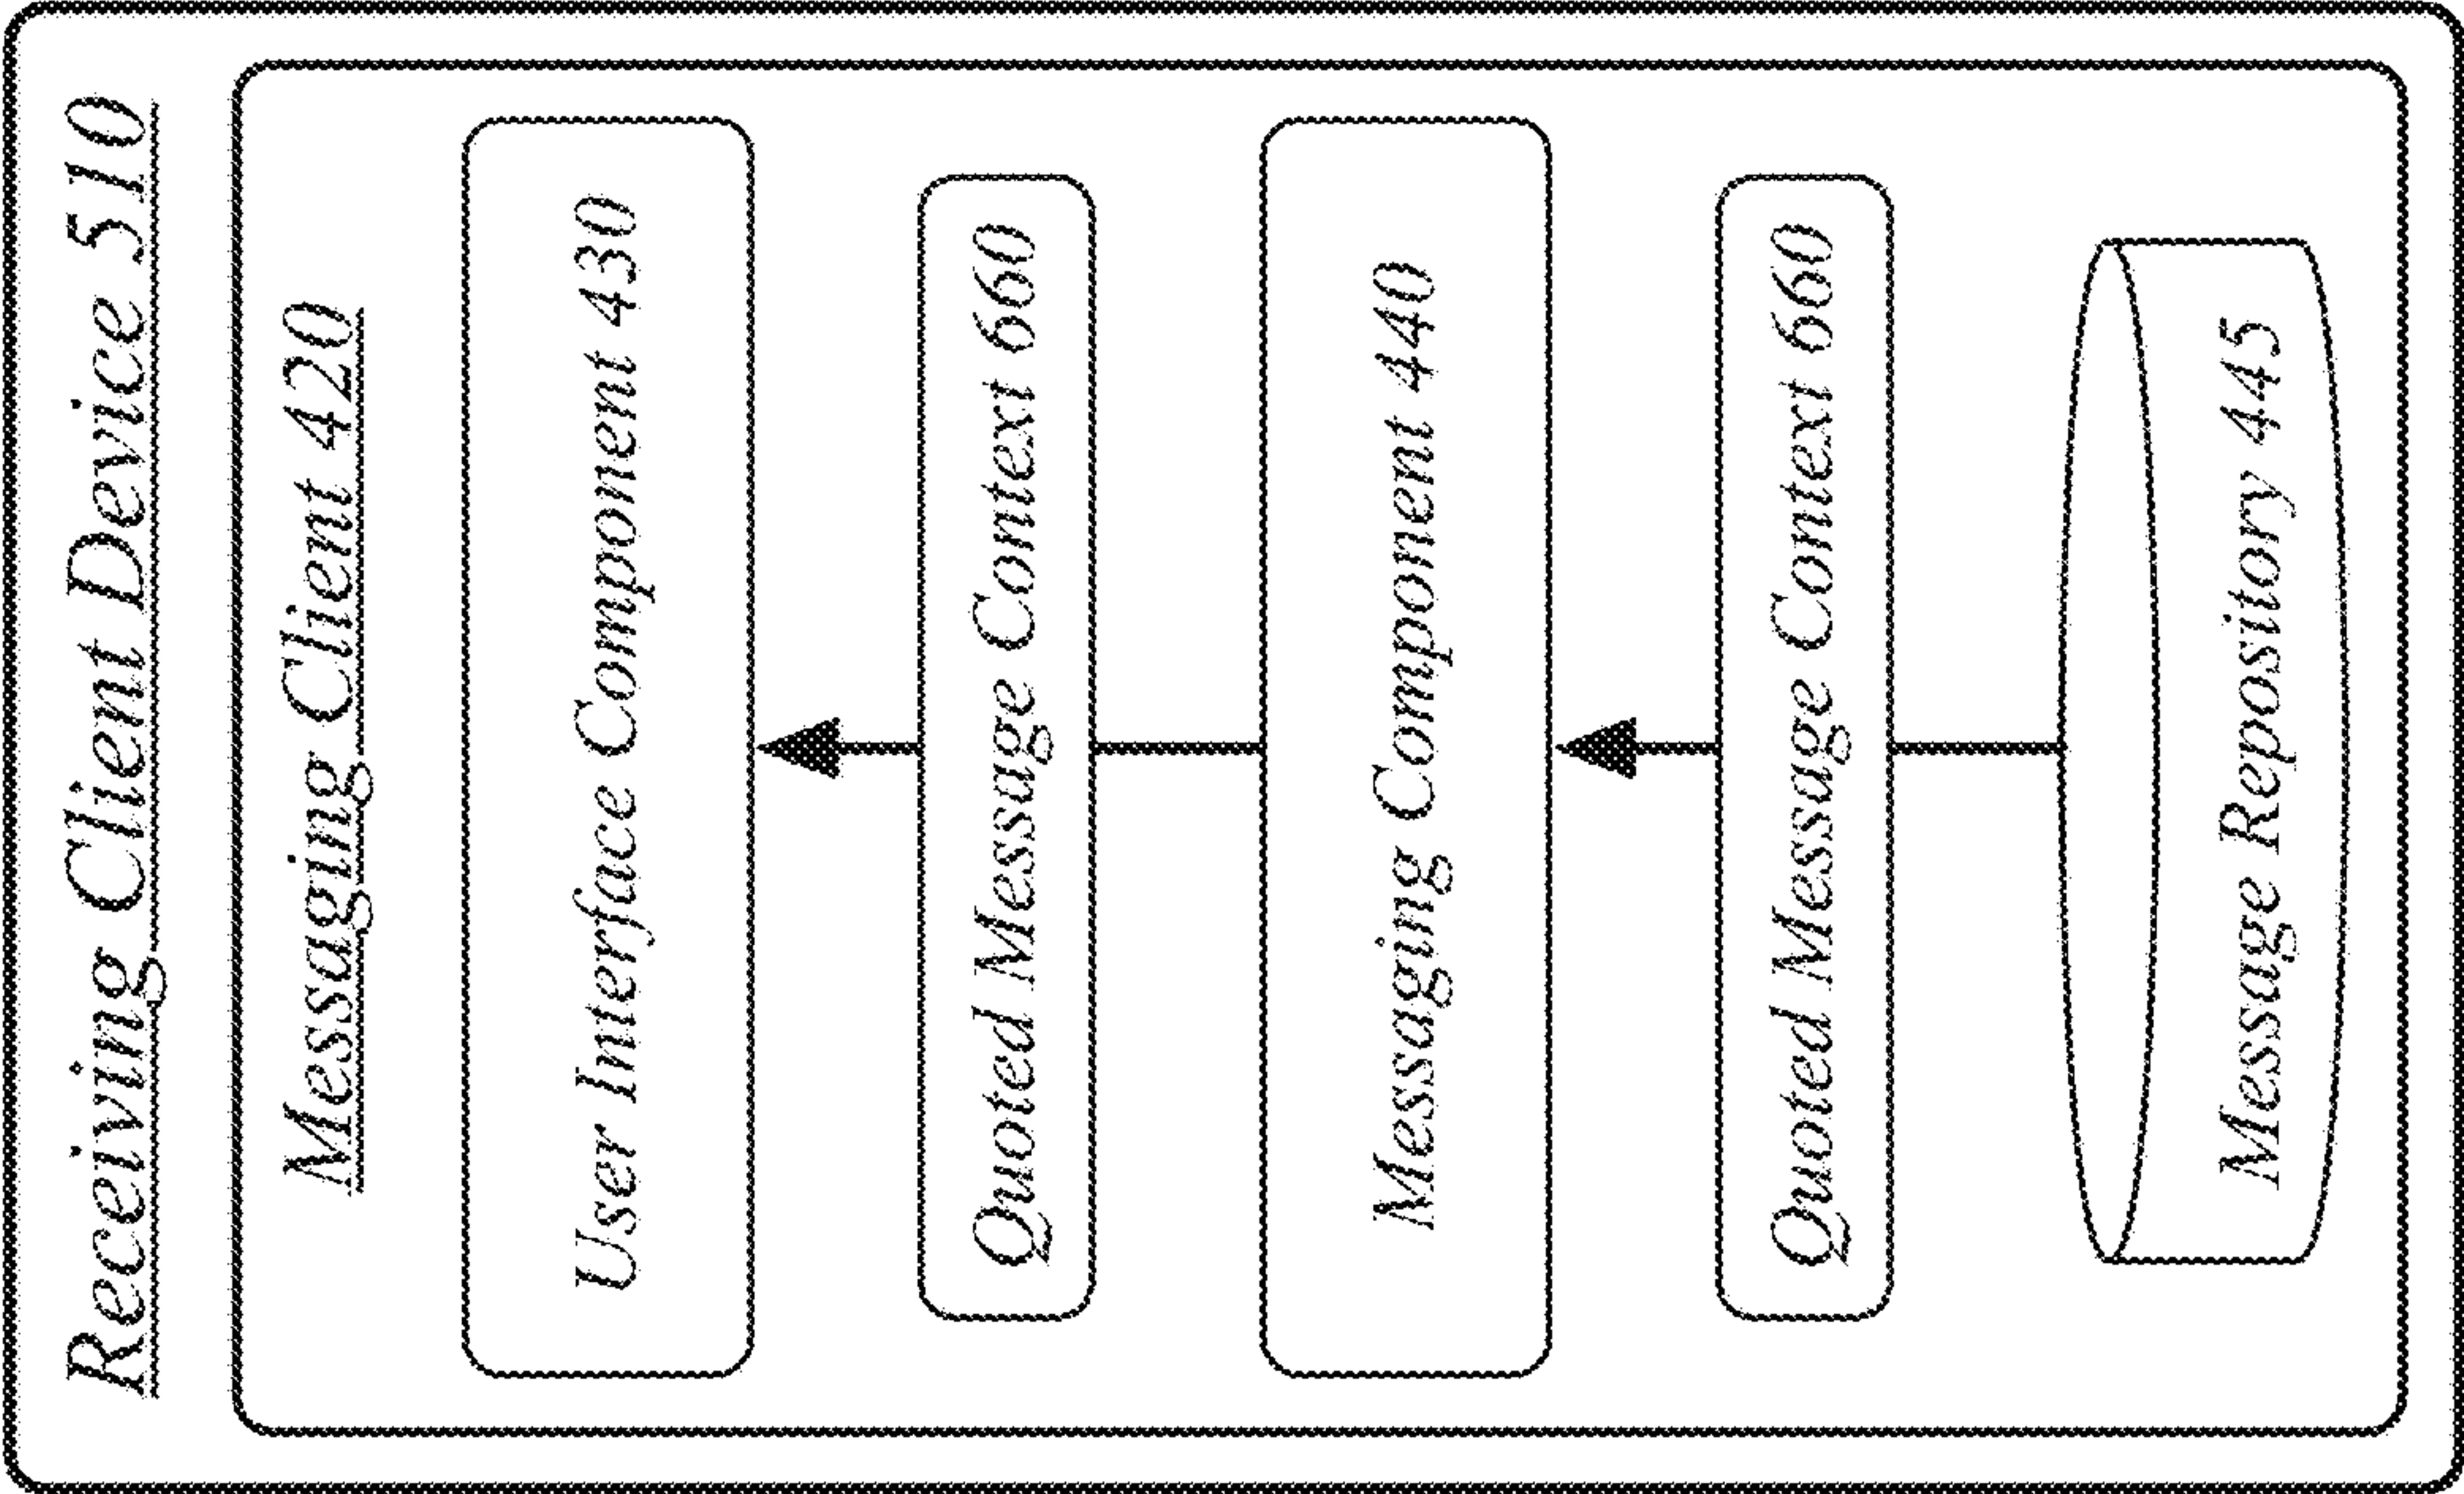 Receiving Client Device 510
Messaging Client 420
User Interface Component 430
Quoted Message Context 660
Messaging Component 440
Quoted Message Context 660
Message Repository 445